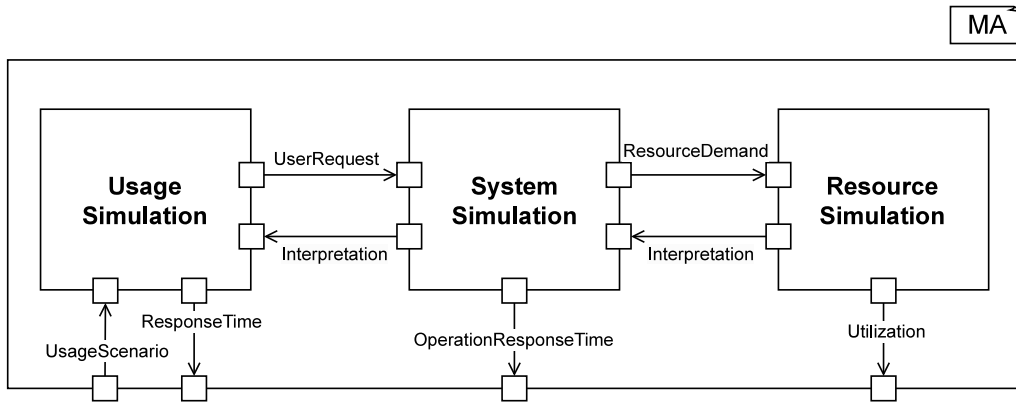 MA
UserRequest
ResourceDemand
Usage
Simulation
System
Simulation
Resource
Simulation
Interpretation
Interpretation
ResponseTime
UsageScenario
OperationResponseTime
Utilization